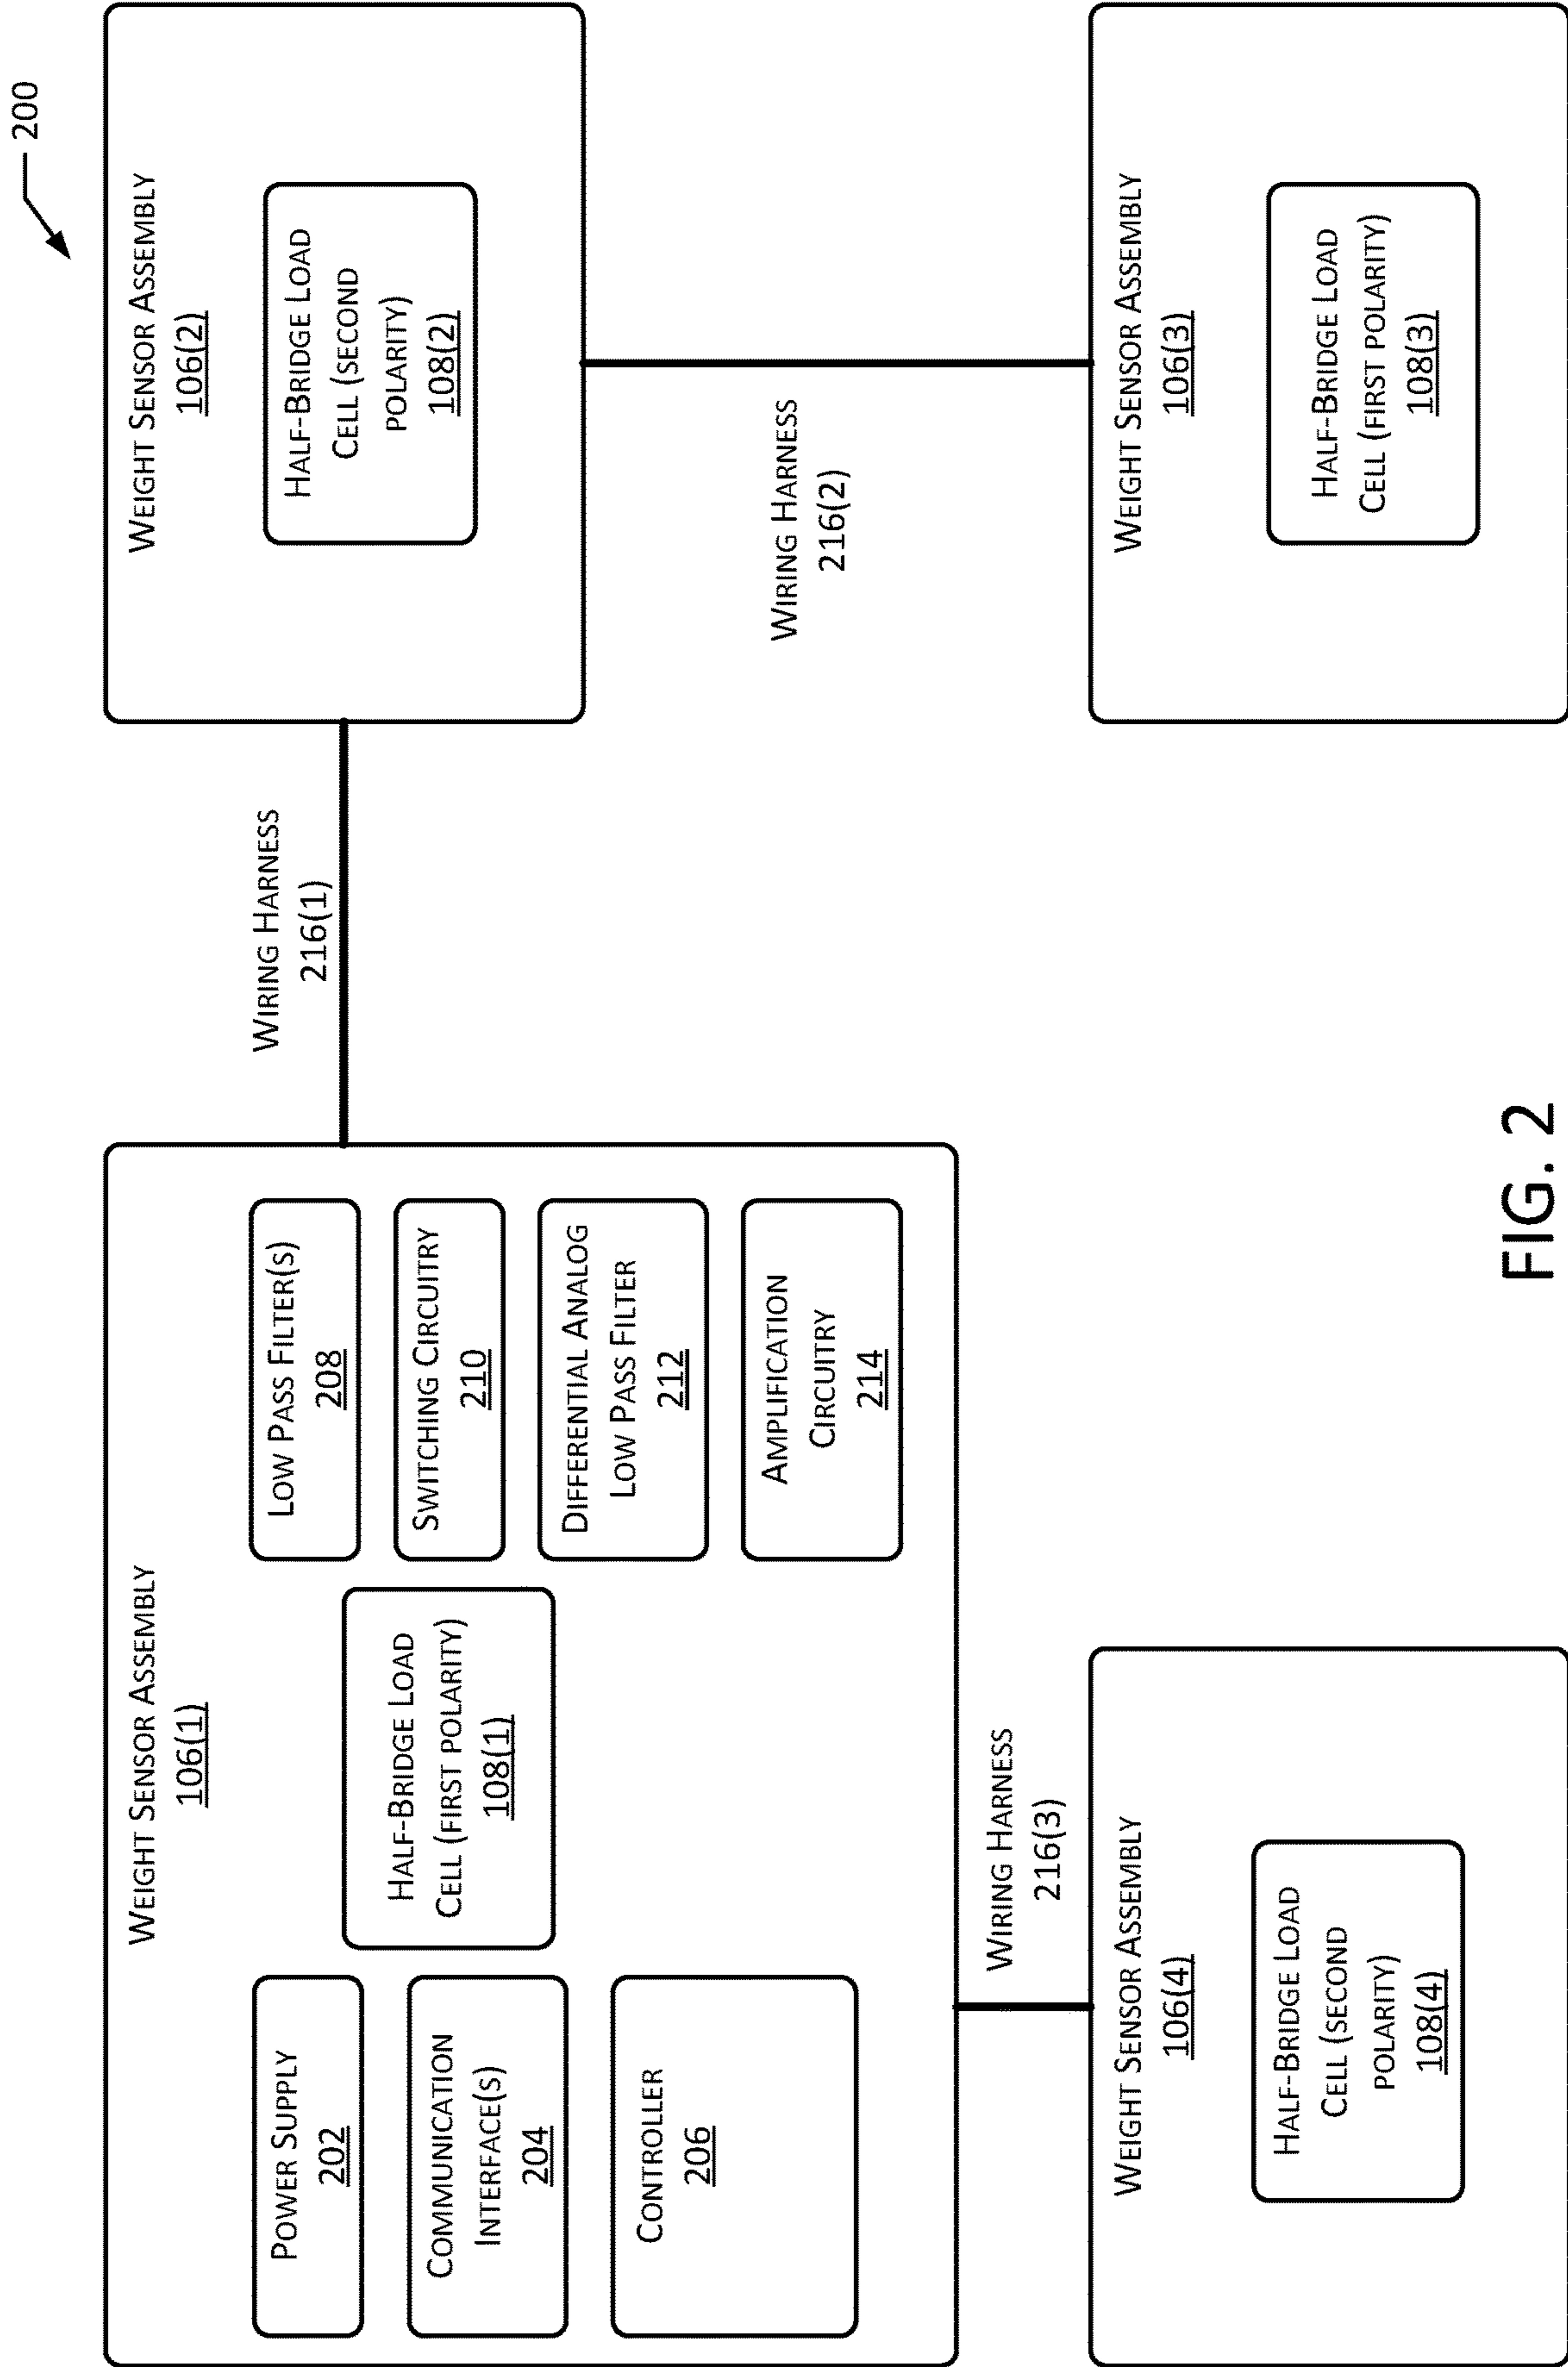 200
WEIGHT SENSOR ASSEMBLY
106(1)
POWER SUPPLY
202
COMMUNICATION
INTERFACE(S)
204
CONTROLLER
206
HALF-BRIDGE LOAD
CELL (FIRST POLARITY)
108(1)
LOW PASS FILTER(S)
208
SWITCHING CIRCUITRY
210
DIFFERENTIAL ANALOG
LOW PASS FILTER
212
AMPLIFICATION
CIRCUITRY
214
WIRING HARNESS
216(1)
WEIGHT SENSOR ASSEMBLY
106(2)
HALF-BRIDGE LOAD
CELL (SECOND
POLARITY)
108(2)
WIRING HARNESS
216(3)
WIRING HARNESS
216(2)
WEIGHT SENSOR ASSEMBLY
106(4)
HALF-BRIDGE LOAD
CELL (SECOND
POLARITY)
108(4)
WEIGHT SENSOR ASSEMBLY
106(3)
HALF-BRIDGE LOAD
CELL (FIRST POLARITY)
108(3)
FIG. 2